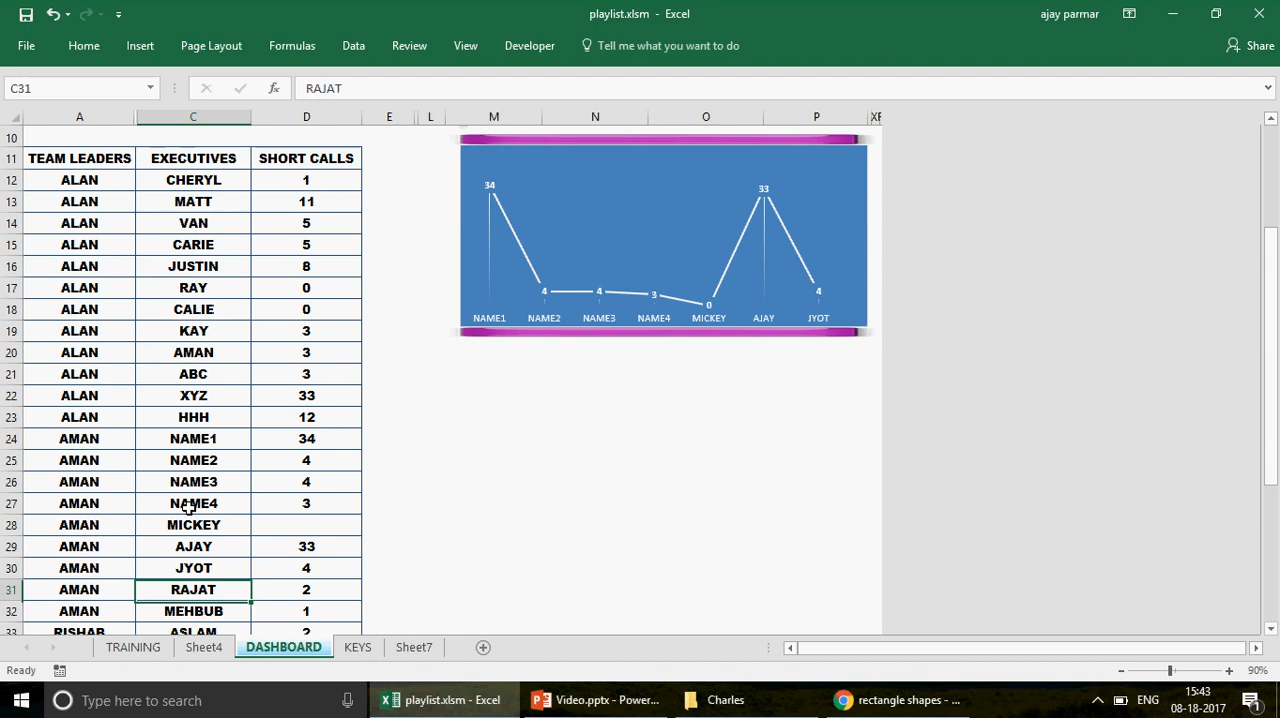 playlist.xlsm - Excel
ajay parmar
File Home Insert Page Layout Formulas Data Review View Developer Tell me what you want to do Share
C31 fx RAJAT
A C D E L M N O P XF
10
11 TEAM LEADERS EXECUTIVES SHORT CALLS
12 ALAN CHERYL 1
13 ALAN MATT 11
14 ALAN VAN 5
15 ALAN CARIE 5
16 ALAN JUSTIN 8
17 ALAN RAY 0
18 ALAN CALIE 0
19 ALAN KAY 3
20 ALAN AMAN 3
21 ALAN ABC 3
22 ALAN XYZ 33
23 ALAN HHH 12
24 AMAN NAME1 34
25 AMAN NAME2 4
26 AMAN NAME3 4
27 AMAN NAME4 3
28 AMAN MICKEY
29 AMAN AJAY 33
30 AMAN JYOT 4
31 AMAN RAJAT 2
32 AMAN MEHBUB 1
33 RISHAB ASLAM 2
34 4 4 3 0 33 4
NAME1 NAME2 NAME3 NAME4 MICKEY AJAY JYOT
TRAINING Sheet4 DASHBOARD KEYS Sheet7
Ready 90%
Type here to search
playlist.xlsm - Excel
Video.pptx - Power...
Charles
rectangle shapes - ...
ENG
15:43
08-18-2017
1